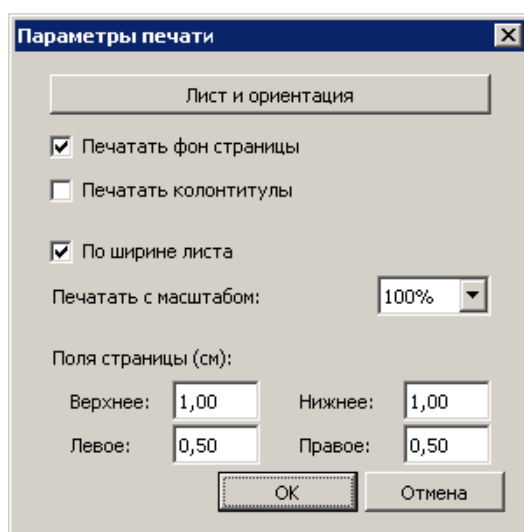 Параметры печати
Лист и ориентация
Печатать фон страницы
Печатать колонтитулы
По ширине листа
Печатать с масштабом: 100%
Поля страницы (см):
Верхнее: 1,00 Нижнее: 1,00
Левое: 0,50 Правое: 0,50
ОК Отмена